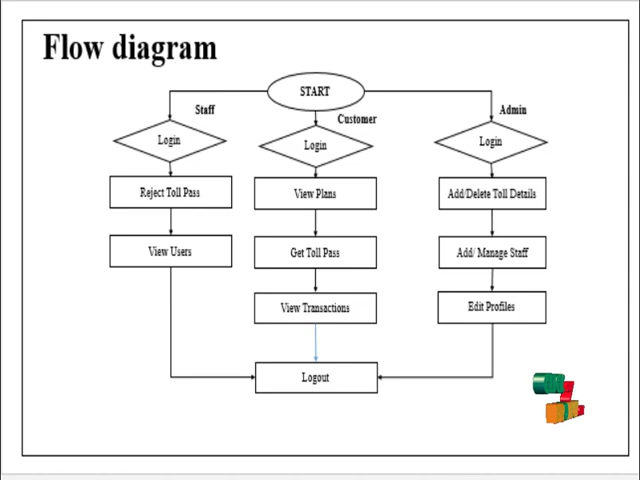 Flow diagram
START
Staff
Customer
Admin
Login
Login
Login
Reject Toll Pass
View Plans
Add/Delete Toll Details
View Users
Get Toll Pass
Add/ Manage Staff
View Transactions
Edit Profiles
Logout